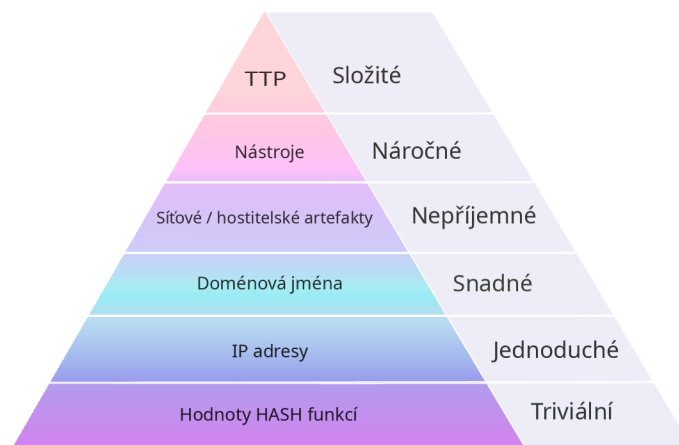 TTP
Složité
Nástroje
Náročné
Síťové / hostitelské artefakty
Nepříjemné
Doménová jména
Snadné
IP adresy
Jednoduché
Hodnoty HASH funkcí
Triviální